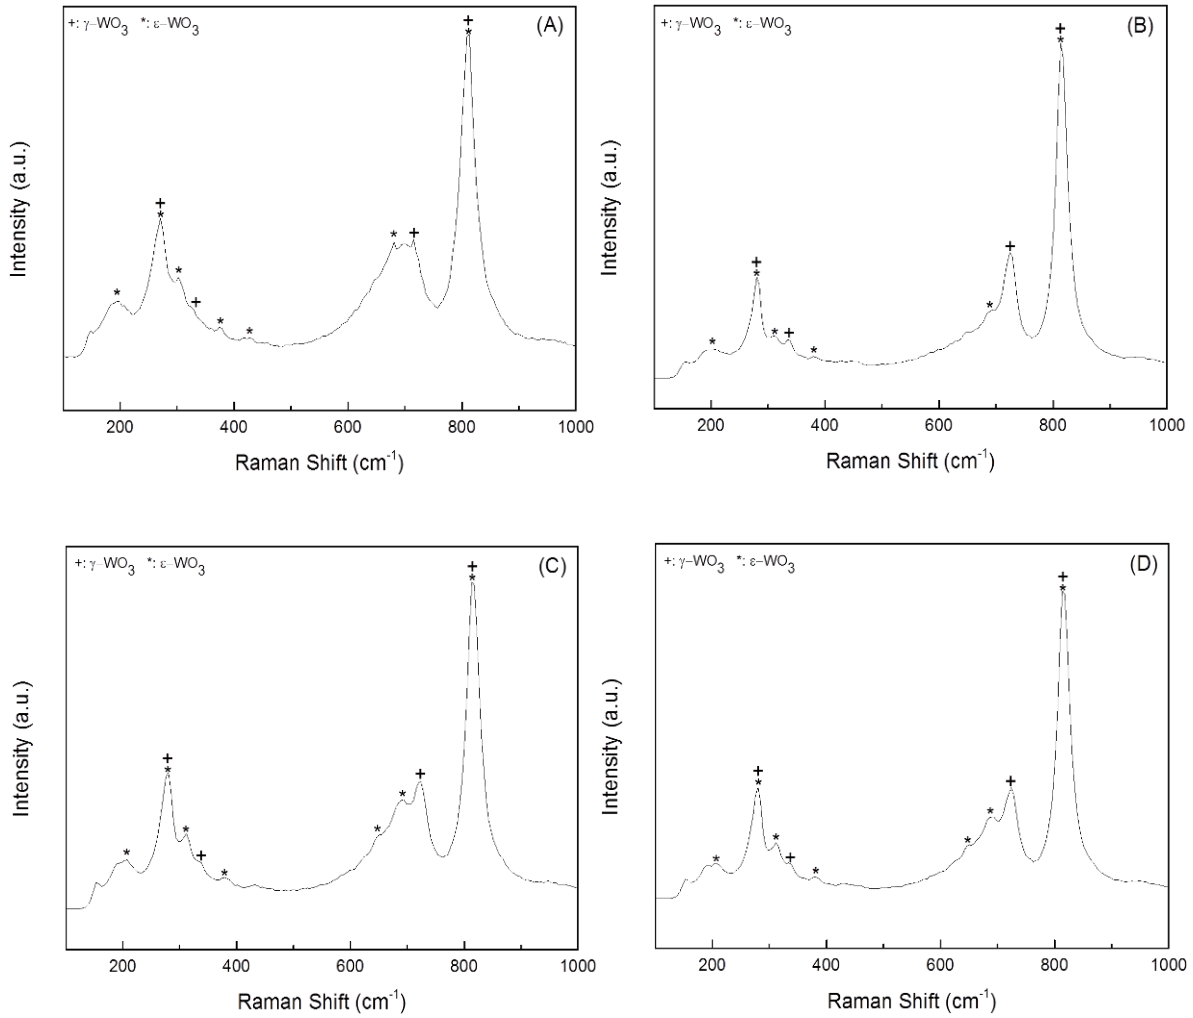 +: γ–WO3 *: ε–WO3 (A)
+
*
+
*
* +
*
*
+
*
*
Intensity (a.u.)
200 400 600 800 1000
Raman Shift (cm-1)
+: γ–WO3 *: ε–WO3 (B)
+
*
+
+
*
*
* +
*
*
Intensity (a.u.)
200 400 600 800 1000
Raman Shift (cm-1)
+: γ–WO3 *: ε–WO3 (C)
+
*
+
*
+
*
* *
*
+
*
Intensity (a.u.)
200 400 600 800 1000
Raman Shift (cm-1)
+: γ–WO3 *: ε–WO3 (D)
+
*
+
*
+
*
* *
*
+
*
Intensity (a.u.)
200 400 600 800 1000
Raman Shift (cm-1)